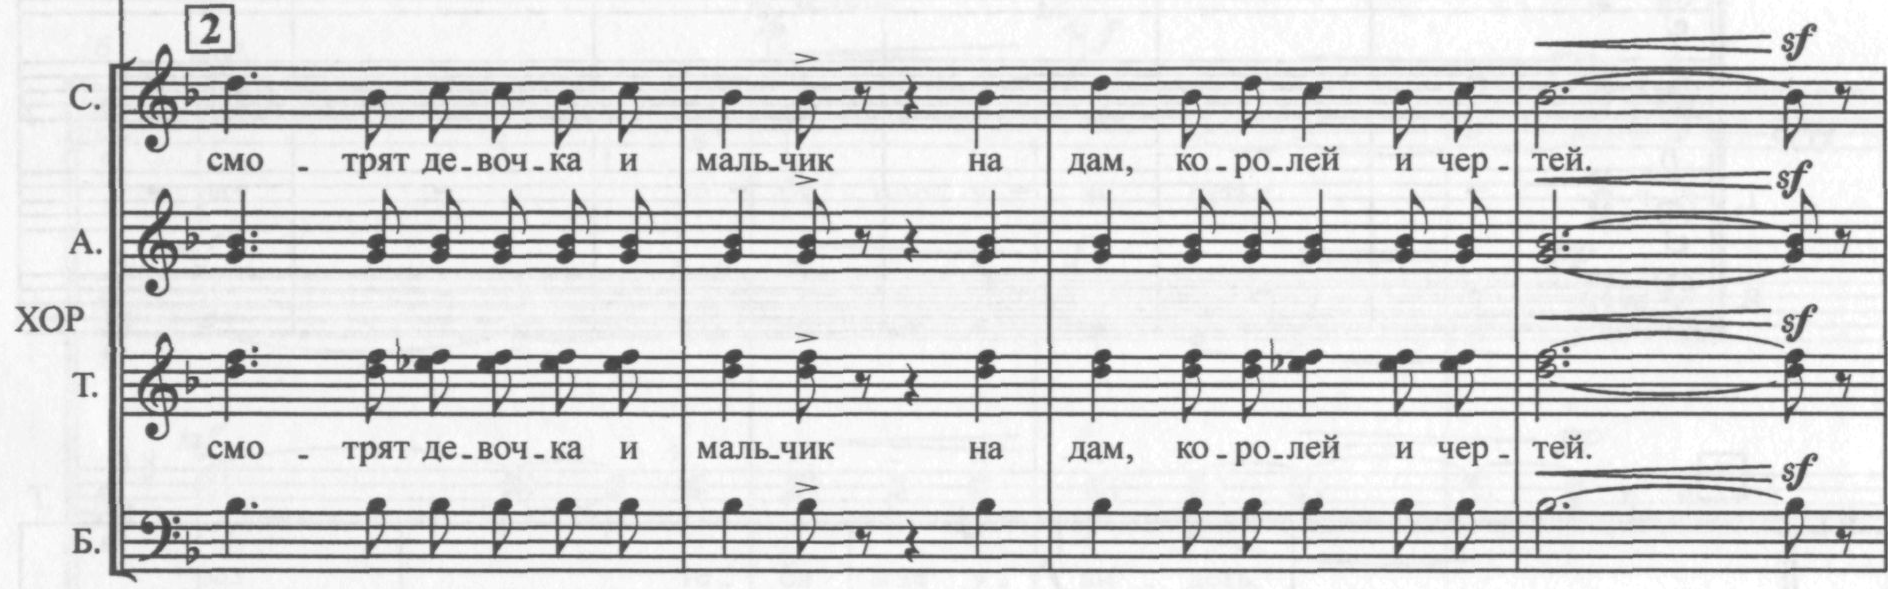 2
sf
С.
смо - трят де - воч - ка и маль - чик на дам, ко - ро - лей и чер - тей.
sf
А.
ХОР
sf
Т.
смо - трят де - воч - ка и маль - чик на дам, ко - ро - лей и чер - тей.
sf
Б.